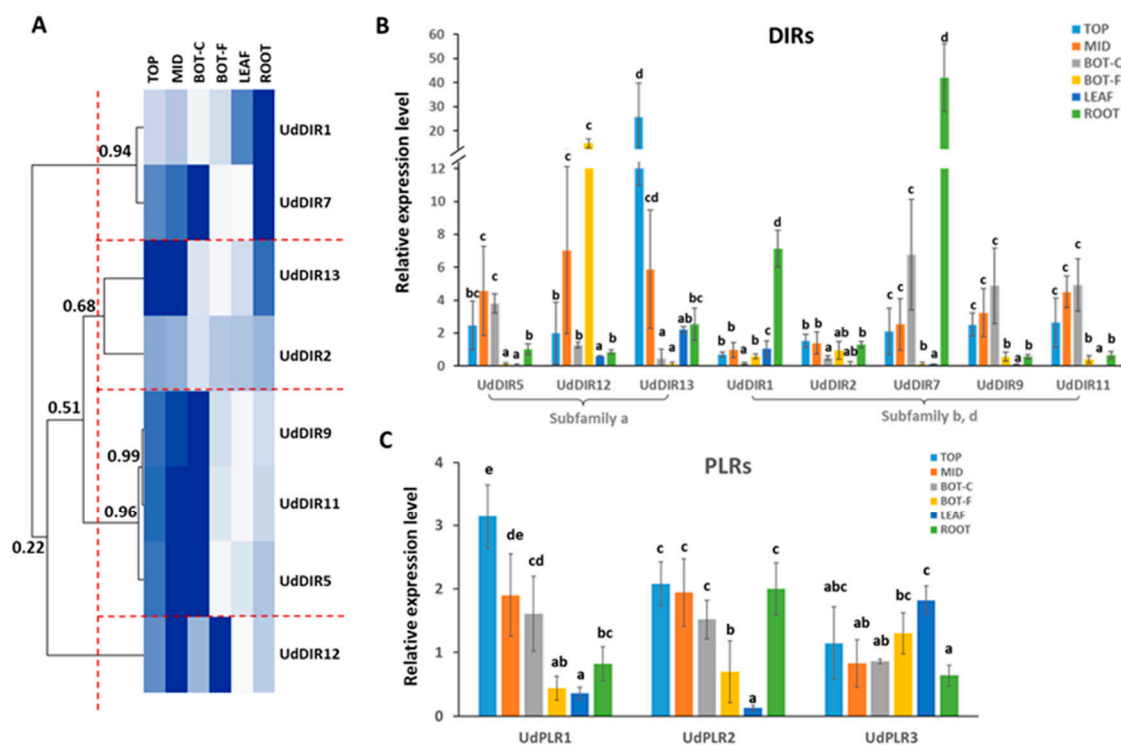 A
TOP MID BOT-C BOT-F LEAF ROOT
UdDIR1
0.94
UdDIR7
UdDIR13
0.68
UdDIR2
0.51
UdDIR9
0.99
UdDIR11
0.96
UdDIR5
0.22
UdDIR12
B
DIRs
TOP
MID
BOT-C
BOT-F
LEAF
ROOT
Relative expression level
60
50
40
30
20
10
12
10
8
6
4
2
0
bc c c a a b
c c b c a b
d cd a a ab bc
b b a b c d
b b a ab ab b
c c c a a d
c c c b a b
c c c a a b
UdDIR5 UdDIR12 UdDIR13 UdDIR1 UdDIR2 UdDIR7 UdDIR9 UdDIR11
Subfamily a Subfamily b, d
C
PLRs
TOP
MID
BOT-C
BOT-F
LEAF
ROOT
Relative expression level
4
3
2
1
0
e de cd ab a bc
c c c b a c
abc ab ab bc c a
UdPLR1 UdPLR2 UdPLR3